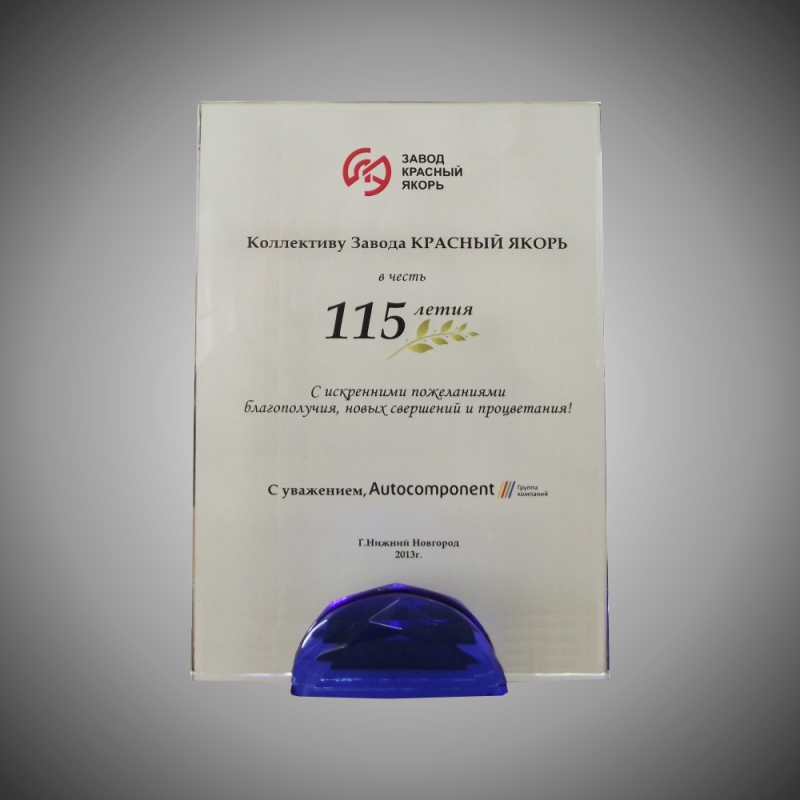 ЗАВОД
КРАСНЫЙ
ЯКОРЬ
Коллективу Завода КРАСНЫЙ ЯКОРЬ
в честь
115 летия
С искренними пожеланиями
благополучия, новых свершений и процветания!
С уважением, Autocomponent Группа компаний
Г.Нижний Новгород
2013г.